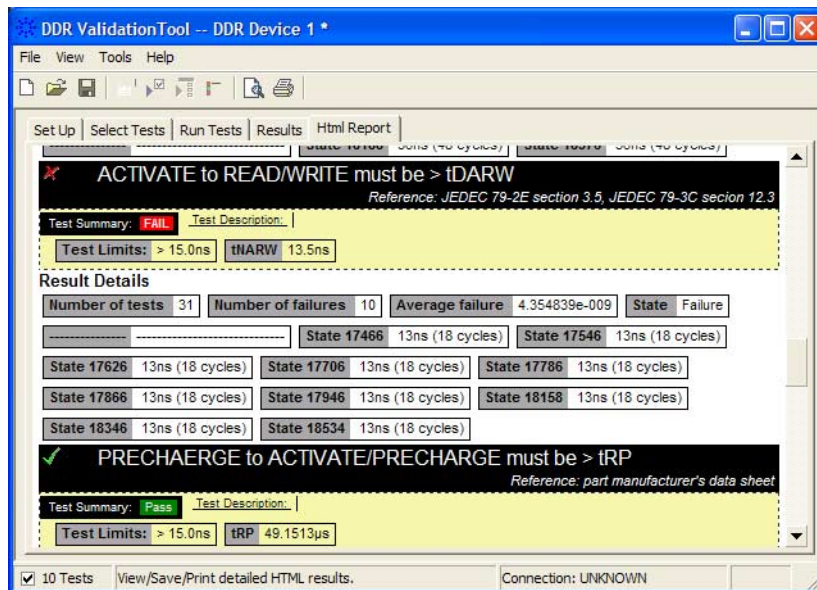 DDR ValidationTool -- DDR Device 1 *
File View Tools Help
Set Up Select Tests Run Tests Results Html Report
ACTIVATE to READ/WRITE must be > tDARW
Reference: JEDEC 79-2E section 3.5, JEDEC 79-3C secion 12.3
Test Summary: FAIL Test Description:
Test Limits: > 15.0ns tNARW 13.5ns
Result Details
Number of tests 31 Number of failures 10 Average failure 4.354839e-009 State Failure
-------------- ---------------------------- State 17466 13ns (18 cycles) State 17546 13ns (18 cycles)
State 17626 13ns (18 cycles) State 17706 13ns (18 cycles) State 17786 13ns (18 cycles)
State 17866 13ns (18 cycles) State 17946 13ns (18 cycles) State 18158 13ns (18 cycles)
State 18346 13ns (18 cycles) State 18534 13ns (18 cycles)
PRECHAERGE to ACTIVATE/PRECHARGE must be > tRP
Reference: part manufacturer's data sheet
Test Summary: Pass Test Description:
Test Limits: > 15.0ns tRP 49.1513µs
10 Tests View/Save/Print detailed HTML results. Connection: UNKNOWN